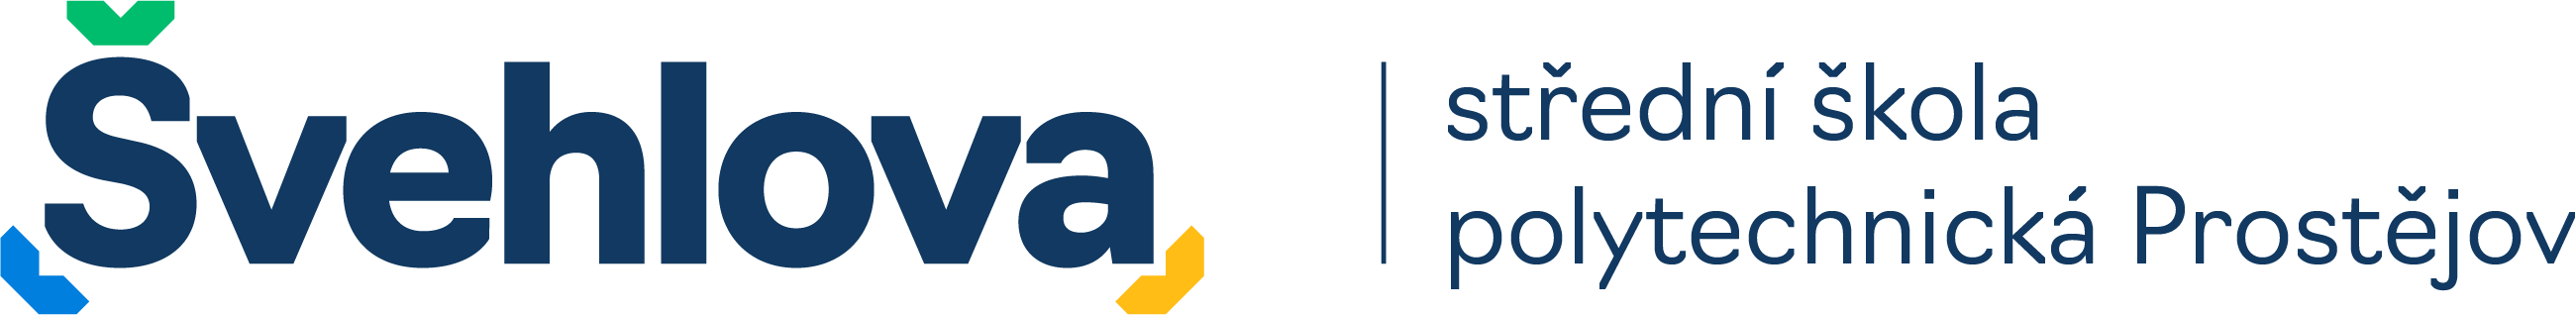 Švehlova
střední škola
polytechnická Prostějov